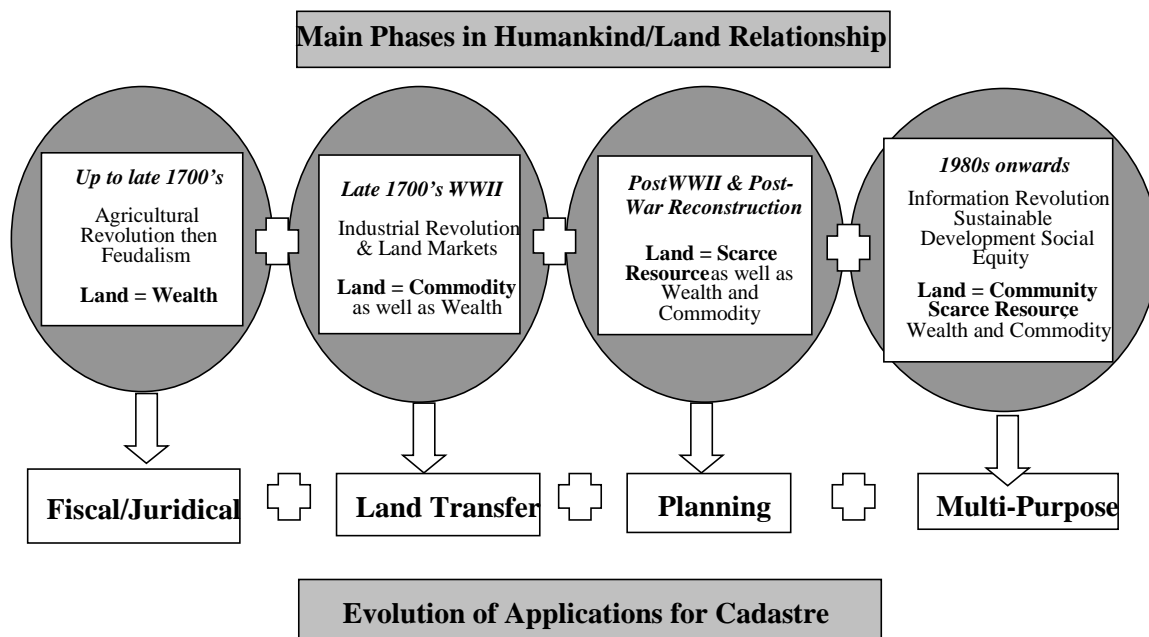 Main Phases in Humankind/Land Relationship
Up to late 1700's
Agricultural
Revolution then
Feudalism
Land = Wealth
Late 1700's-WWII
Industrial Revolution
& Land Markets
Land = Commodity
as well as Wealth
PostWWII & Post-
War Reconstruction
Land = Scarce
Resource as well as
Wealth and
Commodity
1980s onwards
Information Revolution
Sustainable
Development Social
Equity
Land = Community
Scarce Resource,
Wealth and Commodity
Fiscal/Juridical
Land Transfer
Planning
Multi-Purpose
Evolution of Applications for Cadastre